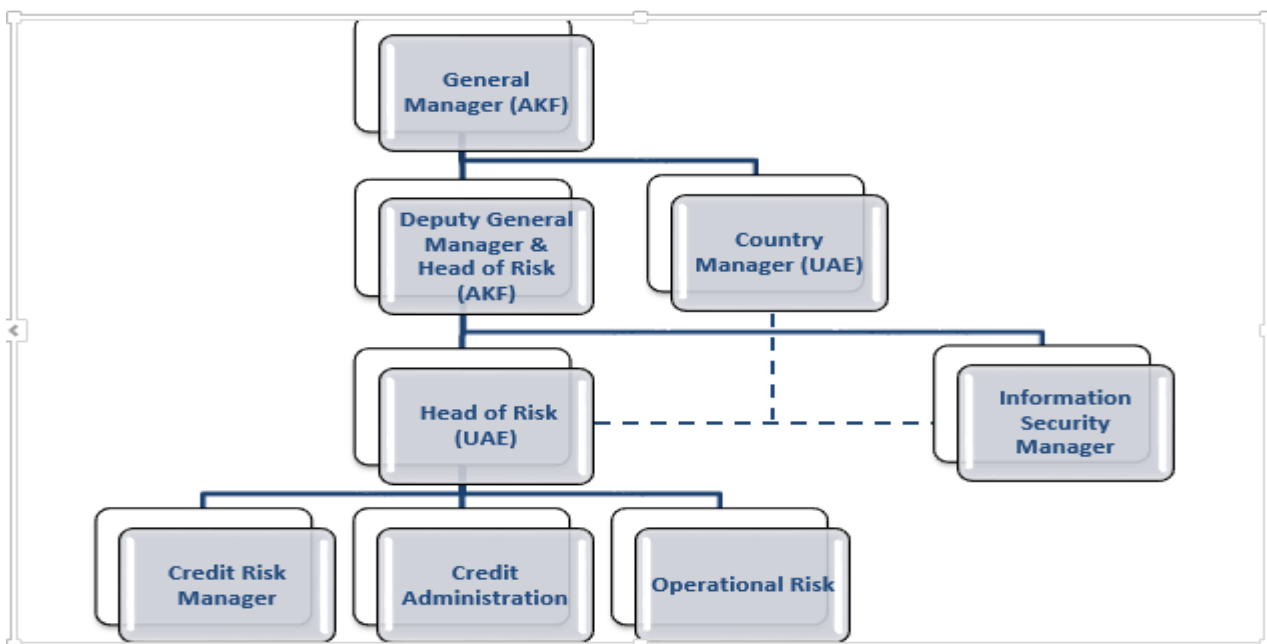 General
Manager (AKF)
Deputy General
Manager &
Head of Risk
(AKF)
Country
Manager (UAE)
Head of Risk
(UAE)
Information
Security
Manager
Credit Risk
Manager
Credit
Administration
Operational Risk